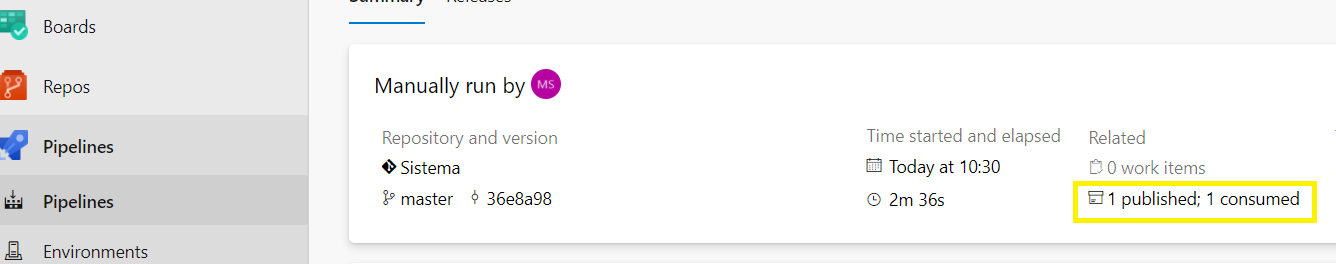 Summary Releases
Boards
Repos
Pipelines
Pipelines
Environments
Manually run by MS
Repository and version
Sistema
master 36e8a98
Time started and elapsed
Today at 10:30
2m 36s
Related
0 work items
1 published; 1 consumed